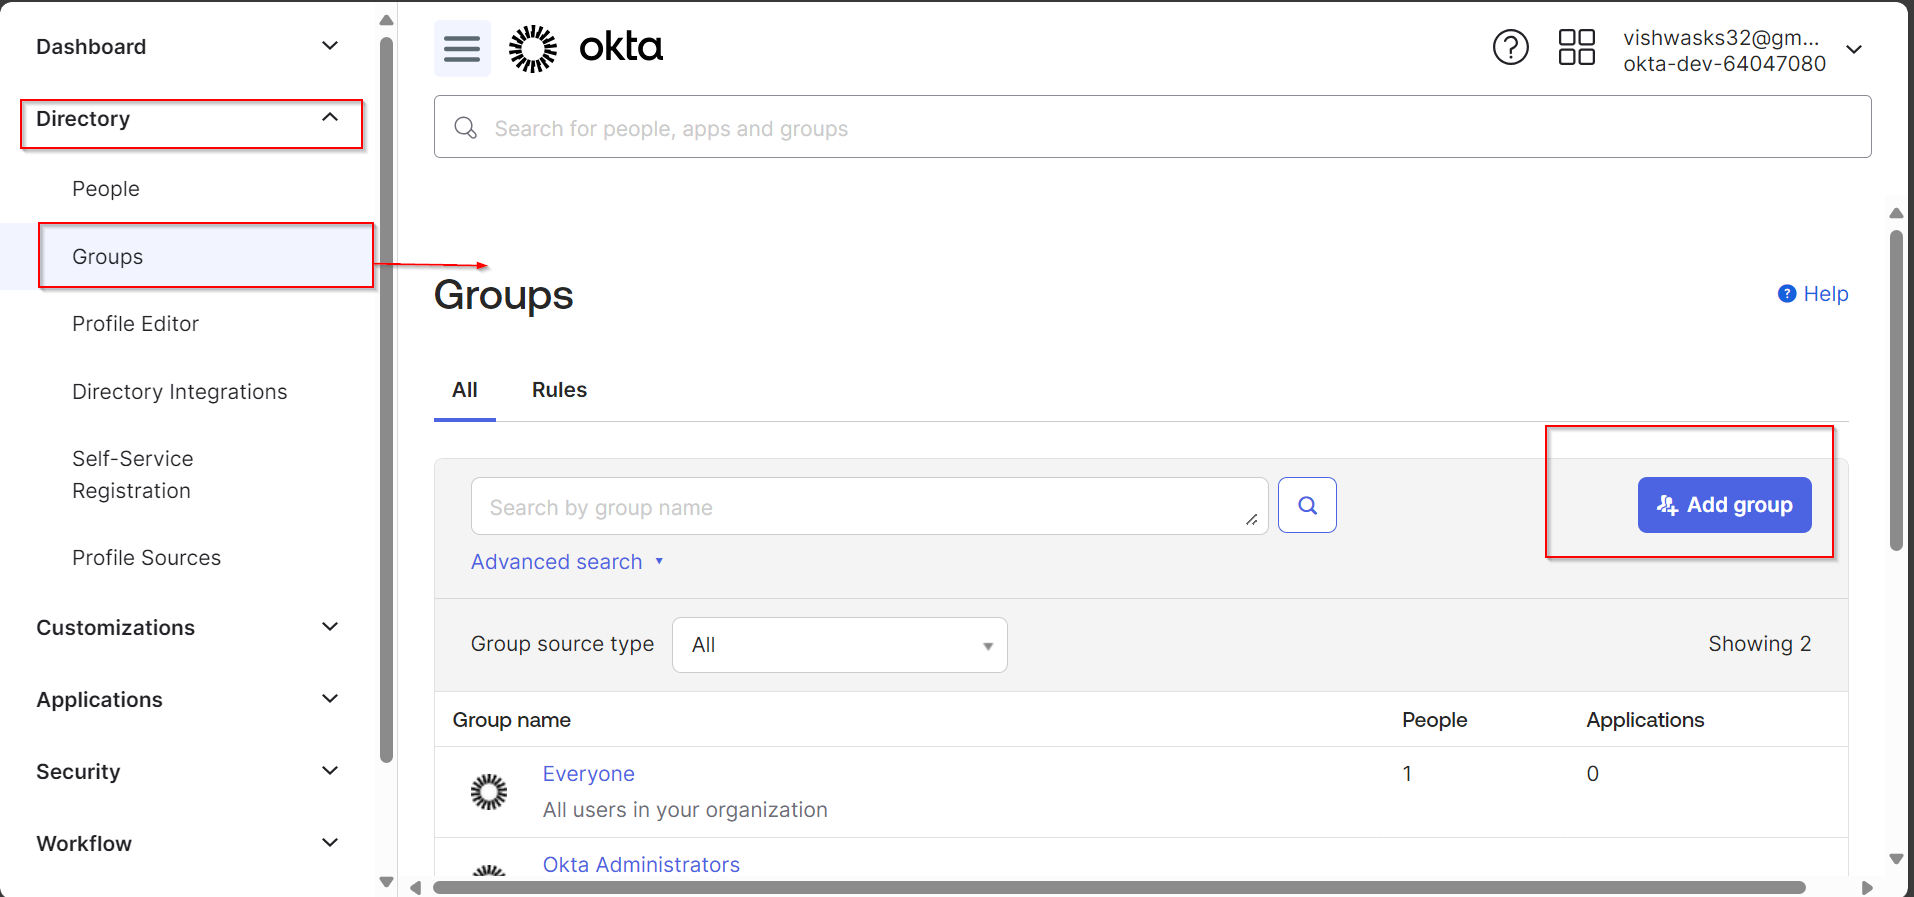 Dashboard
Directory
People
Groups
Profile Editor
Directory Integrations
Self-Service
Registration
Profile Sources
Customizations
Applications
Security
Workflow
okta
vishwasks32@gm...
okta-dev-64047080
Search for people, apps and groups
Groups
Help
All Rules
Search by group name
Add group
Advanced search
Group source type All Showing 2
Group name People Applications
Everyone 1 0
All users in your organization
Okta Administrators